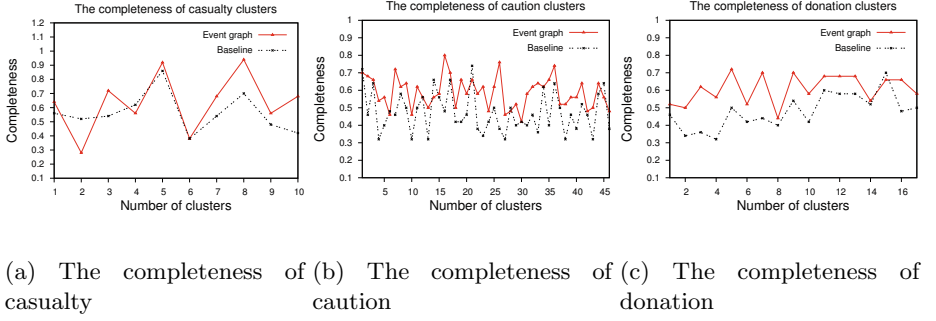 The completeness of casualty clusters
Completeness
1.2
1.1
1
0.9
0.8
0.7
0.6
0.5
0.4
0.3
0.2
0.1
Event graph
Baseline
1 2 3 4 5 6 7 8 9 10
Number of clusters
The completeness of caution clusters
Completeness
1
0.9
0.8
0.7
0.6
0.5
0.4
0.3
0.2
0.1
Event graph
Baseline
5 10 15 20 25 30 35 40 45
Number of clusters
The completeness of donation clusters
Completeness
1
0.9
0.8
0.7
0.6
0.5
0.4
0.3
0.2
0.1
Event graph
Baseline
2 4 6 8 10 12 14 16
Number of clusters
(a) The completeness of
casualty
(b) The completeness of
caution
(c) The completeness of
donation